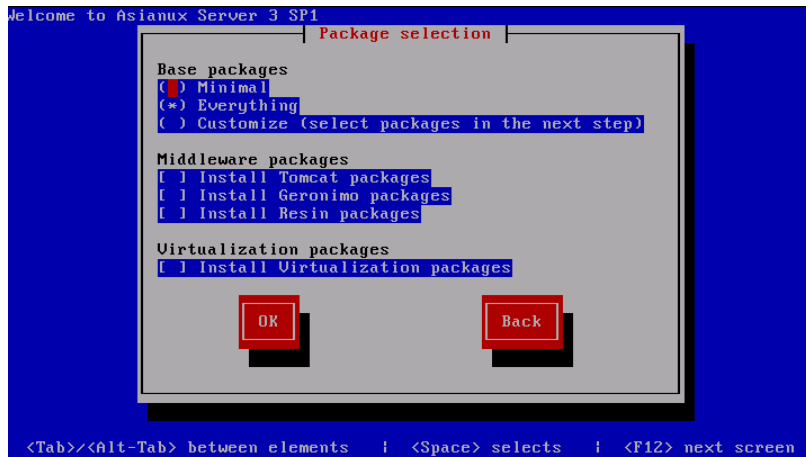 Welcome to Asianux Server 3 SP1
Package selection
Base packages
( ) Minimal
(*) Everything
( ) Customize (select packages in the next step)
Middleware packages
[ ] Install Tomcat packages
[ ] Install Geronimo packages
[ ] Install Resin packages
Virtualization packages
[ ] Install Virtualization packages
OK Back
<Tab>/<Alt-Tab> between elements | <Space> selects | <F12> next screen